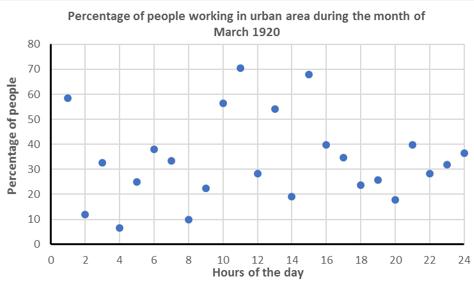 Percentage of people working in urban area during the month of
March 1920
Percentage of people
80
70
60
50
40
30
20
10
0
0 2 4 6 8 10 12 14 16 18 20 22 24
Hours of the day